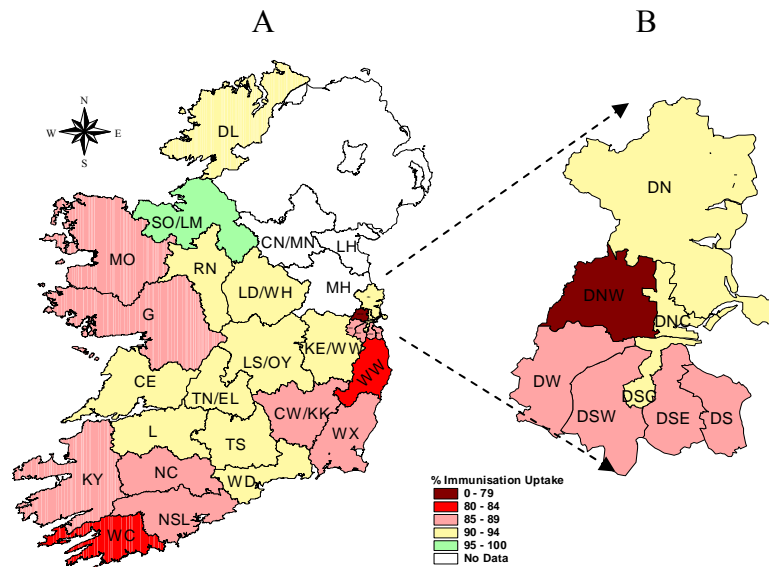 A
B
N
W E
S
DL
SO/LM
CN/MN
LH
MO
RN
MH
LD/WH
G
LS/OY
KE/WW
WW
CE
TN/EL
CW/KK
WX
L
TS
KY
NC
WD
NSL
WC
DN
DNW
DNC
DW
DSW
DSC
DSE
DS
% Immunisation Uptake
0 - 79
80 - 84
85 - 89
90 - 94
95 - 100
No Data